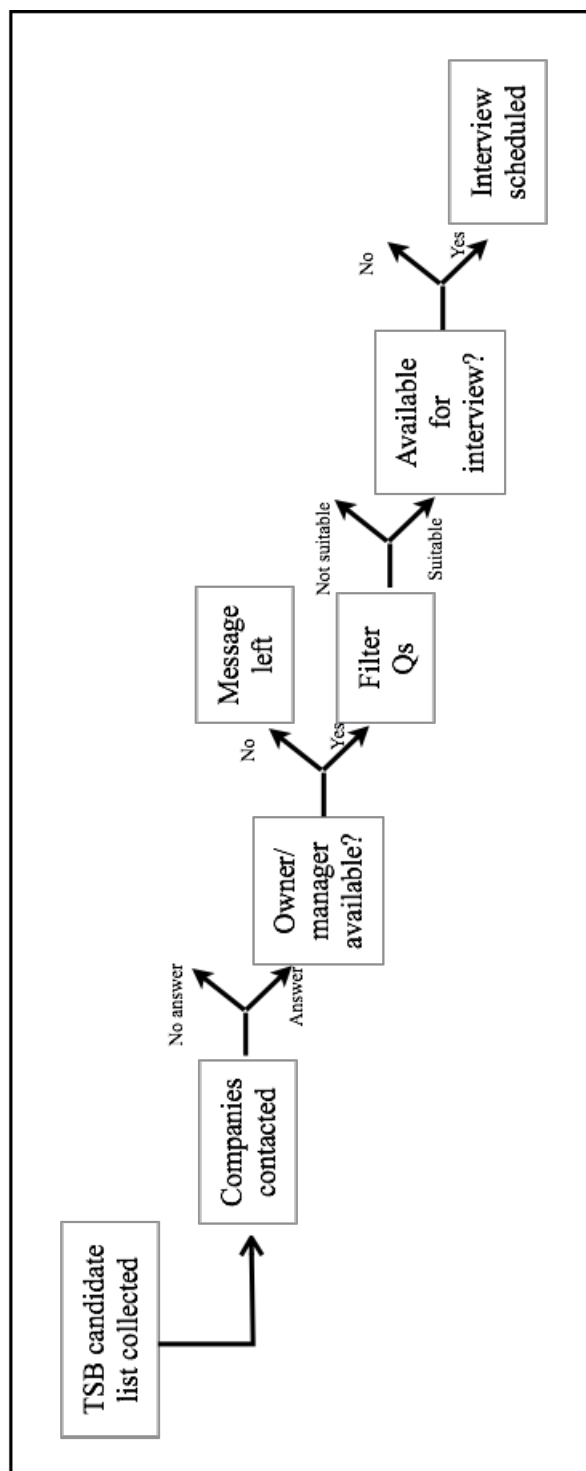 TSB candidate
list collected
Companies
contacted
No answer
Answer
Owner/
manager
available?
No
Yes
Message
left
Filter
Qs
Not suitable
Suitable
Available
for
interview?
No
Yes
Interview
scheduled